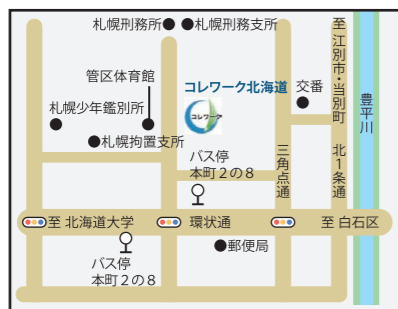 札幌刑務所
札幌刑務支所
至 江別市・当別町
管区体育館
コレワーク北海道
コレワーク
交番
豊平川
札幌少年鑑別所
札幌拘置支所
バス停
本町2の8
三角点通
北1条通
至 北海道大学
環状通
至 白石区
バス停
本町2の8
郵便局